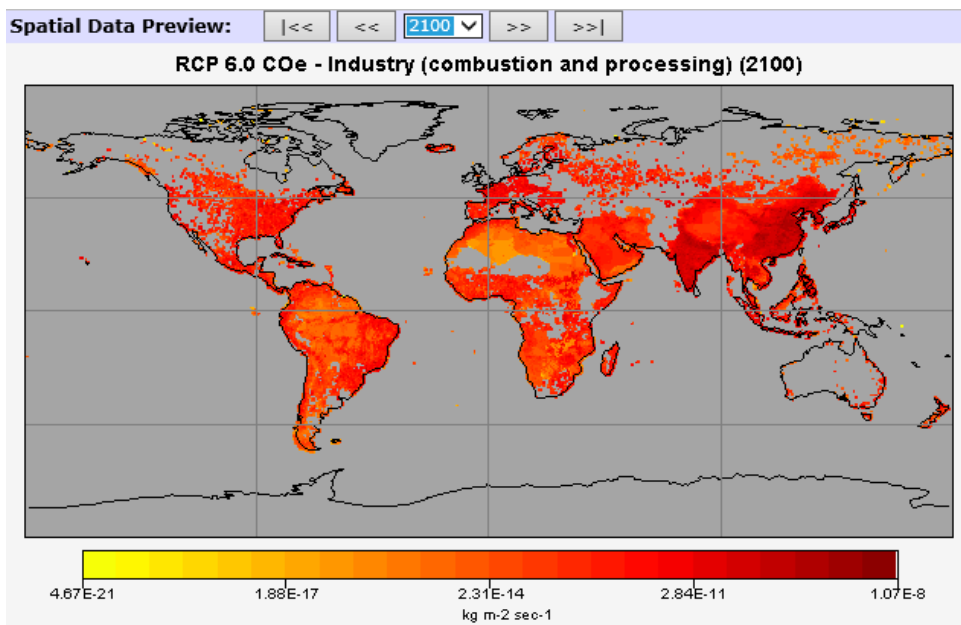 Spatial Data Preview: |<< << 2100 >> >>|
RCP 6.0 COe - Industry (combustion and processing) (2100)
4.67E-21 1.88E-17 2.31E-14 2.84E-11 1.07E-8
kg m-2 sec-1